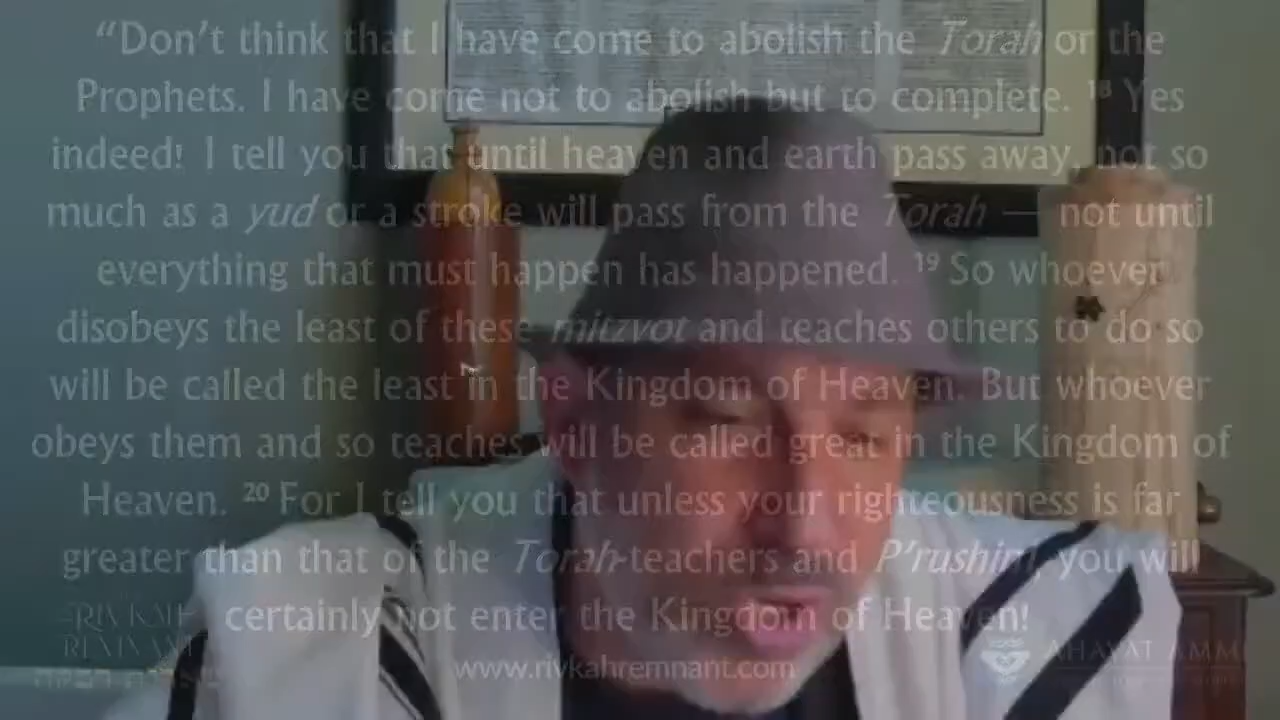 “Don’t think that I have come to abolish the Torah or the
Prophets. I have come not to abolish but to complete. ¹⁸ Yes
indeed! I tell you that until heaven and earth pass away, not so
much as a yud or a stroke will pass from the Torah — not until
everything that must happen has happened. ¹⁹ So whoever
disobeys the least of these mitzvot and teaches others to do so
will be called the least in the Kingdom of Heaven. But whoever
obeys them and so teaches will be called great in the Kingdom of
Heaven. ²⁰ For I tell you that unless your righteousness is far
greater than that of the Torah-teachers and P’rushim, you will
certainly not enter the Kingdom of Heaven!
RIVKAH
REMNANT
www.rivkahremnant.com
AHAVAT AMMI